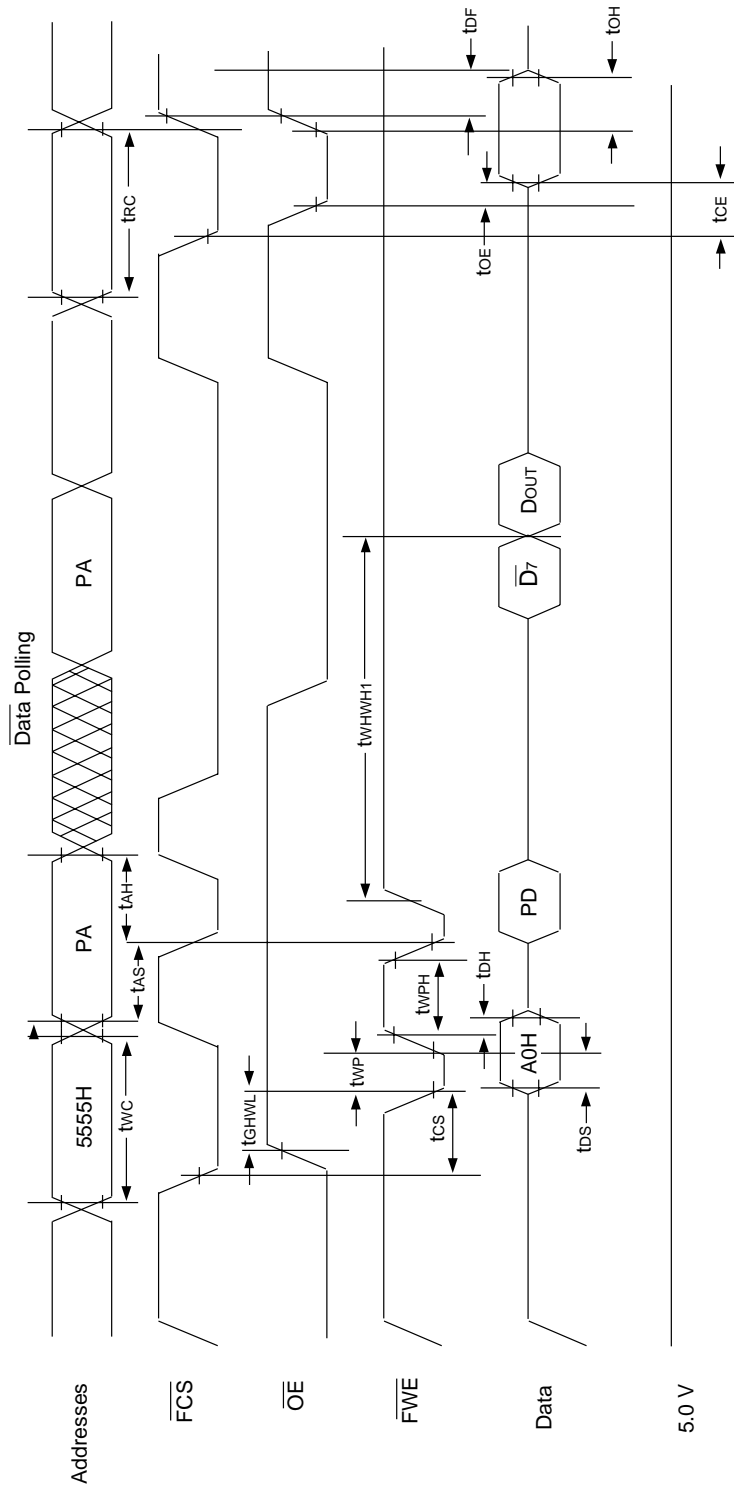 Data Polling
Addresses
5555H
PA
PA
tWC
tAS
tAH
tRC
FCS
OE
tGHWL
tDF
FWE
tCS
tWP
tWPH
tWHWH1
tOE
tDH
Data
A0H
PD
D7
DOUT
tDS
tOH
tCE
5.0 V